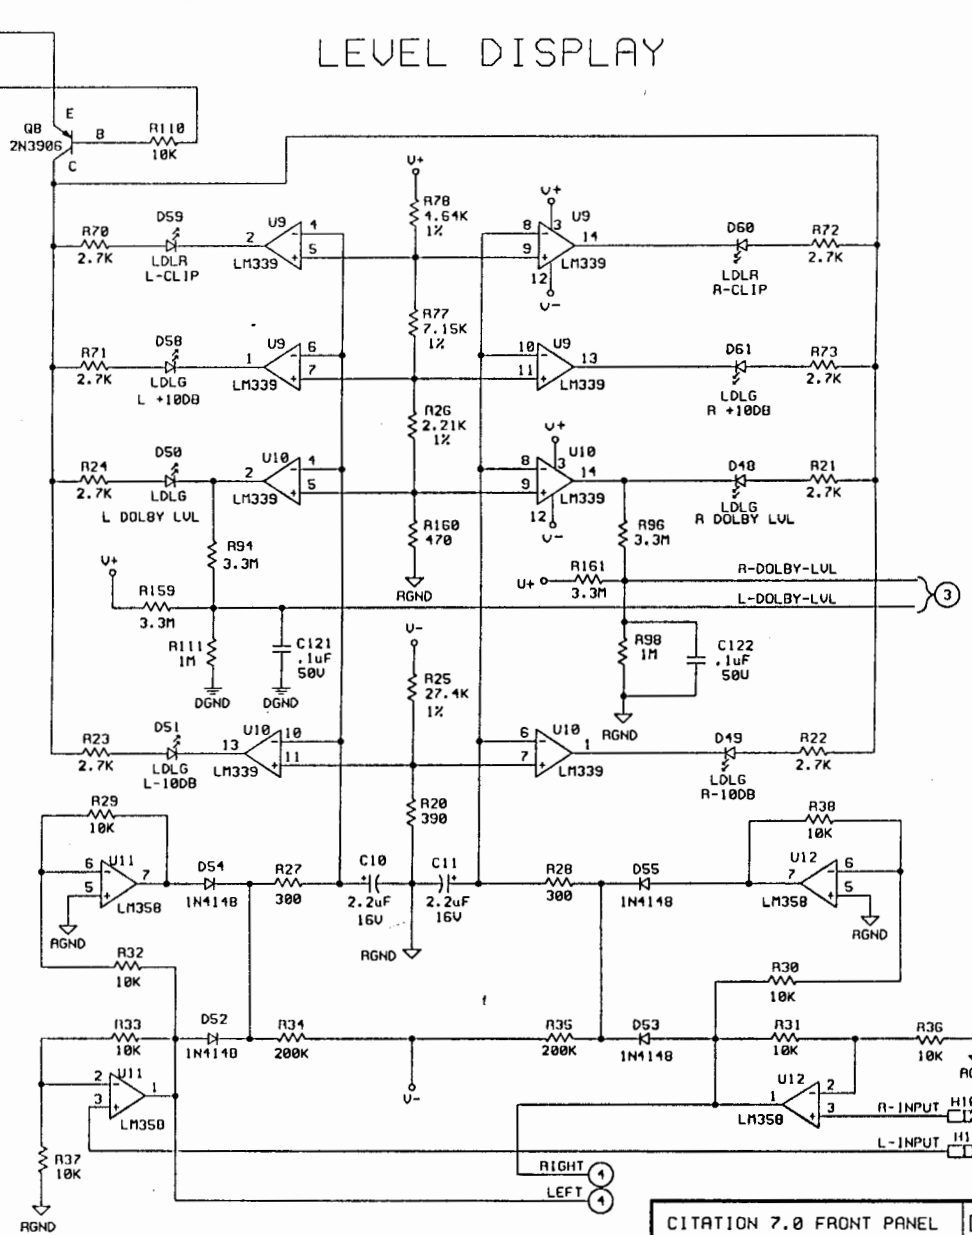 LEVEL DISPLAY
Q8
2N3906
E
C
8
R110
10K
V+
R78
4.64K
1%
R70
2.7K
D59
LDLR
L-CLIP
2
U9
4
5
LM339
V+
8
9
3
12
U9
14
LM339
V-
D60
LDLR
R-CLIP
R72
2.7K
R77
7.15K
1%
R71
2.7K
D58
LDLG
L +10DB
1
U9
6
7
LM339
10
11
U9
13
LM339
D61
LDLG
R +10DB
R73
2.7K
R26
2.21K
1%
R24
2.7K
D50
LDLG
L DOLBY LVL
2
U10
4
5
LM339
V+
8
9
3
12
U10
14
LM339
V-
D48
LDLG
R DOLBY LVL
R21
2.7K
R160
470
AGND
R94
3.3M
R96
3.3M
V+
R159
3.3M
V+
R161
3.3M
R-DOLBY-LVL
L-DOLBY-LVL
3
R111
1M
DGND
C121
.1uF
50V
DGND
V-
R25
27.4K
1%
R98
1M
C122
.1uF
50V
AGND
R23
2.7K
D51
LDLG
L-10DB
13
U10
10
11
LM339
6
7
U10
1
LM339
D49
LDLG
R-10DB
R22
2.7K
R20
390
R29
10K
6
5
U11
7
LM358
AGND
D54
1N4148
R27
300
C10
2.2uF
16V
C11
2.2uF
16V
AGND
R28
300
D55
1N4148
R38
10K
7
U12
6
5
LM358
AGND
R32
10K
R30
10K
R33
10K
D52
1N4148
R34
200K
V-
R35
200K
D53
1N4148
R31
10K
R36
10K
2
3
U11
1
LM358
R37
10K
AGND
1
U12
2
3
LM358
R-INPUT
L-INPUT
RIGHT 4
LEFT 4
CITATION 7.0 FRONT PANEL